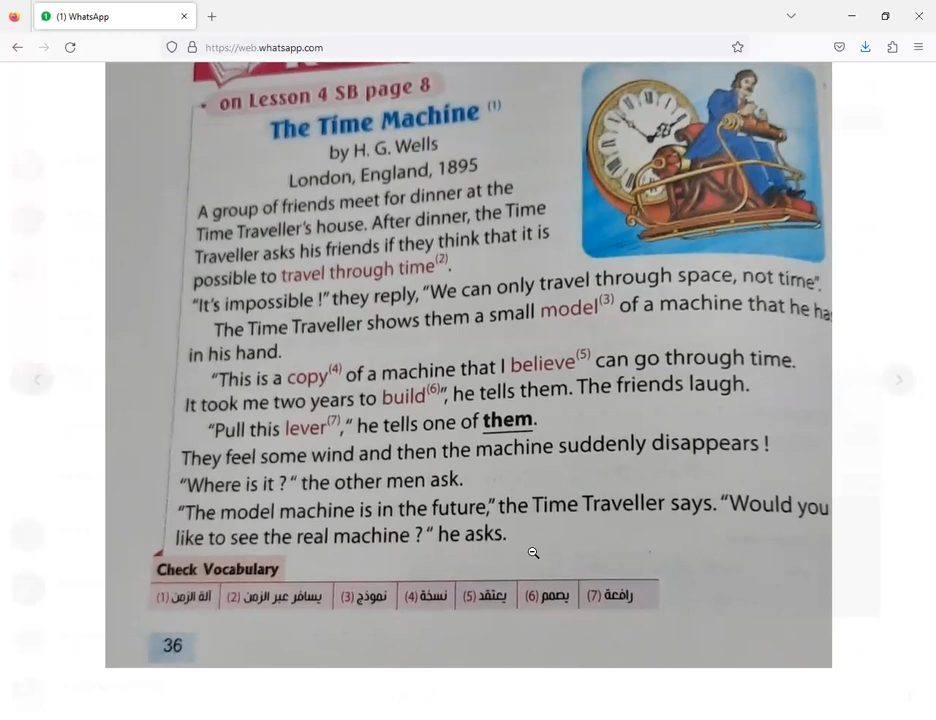 (1) WhatsApp
https://web.whatsapp.com
on Lesson 4 SB page 8
The Time Machine (1)
by H. G. Wells
London, England, 1895
A group of friends meet for dinner at the
Time Traveller's house. After dinner, the Time
Traveller asks his friends if they think that it is
possible to travel through time(2).
"It's impossible !" they reply, "We can only travel through space, not time".
The Time Traveller shows them a small model(3) of a machine that he ha
in his hand.
"This is a copy(4) of a machine that I believe(5) can go through time.
It took me two years to build(6)", he tells them. The friends laugh.
"Pull this lever(7)," he tells one of them.
They feel some wind and then the machine suddenly disappears !
"Where is it ?" the other men ask.
"The model machine is in the future," the Time Traveller says. "Would you
like to see the real machine ?" he asks.
Check Vocabulary
(1) آلة الزمن (2) يسافر عبر الزمن (3) نموذج (4) نسخة (5) يعتقد (6) يصمم (7) رافعة
36